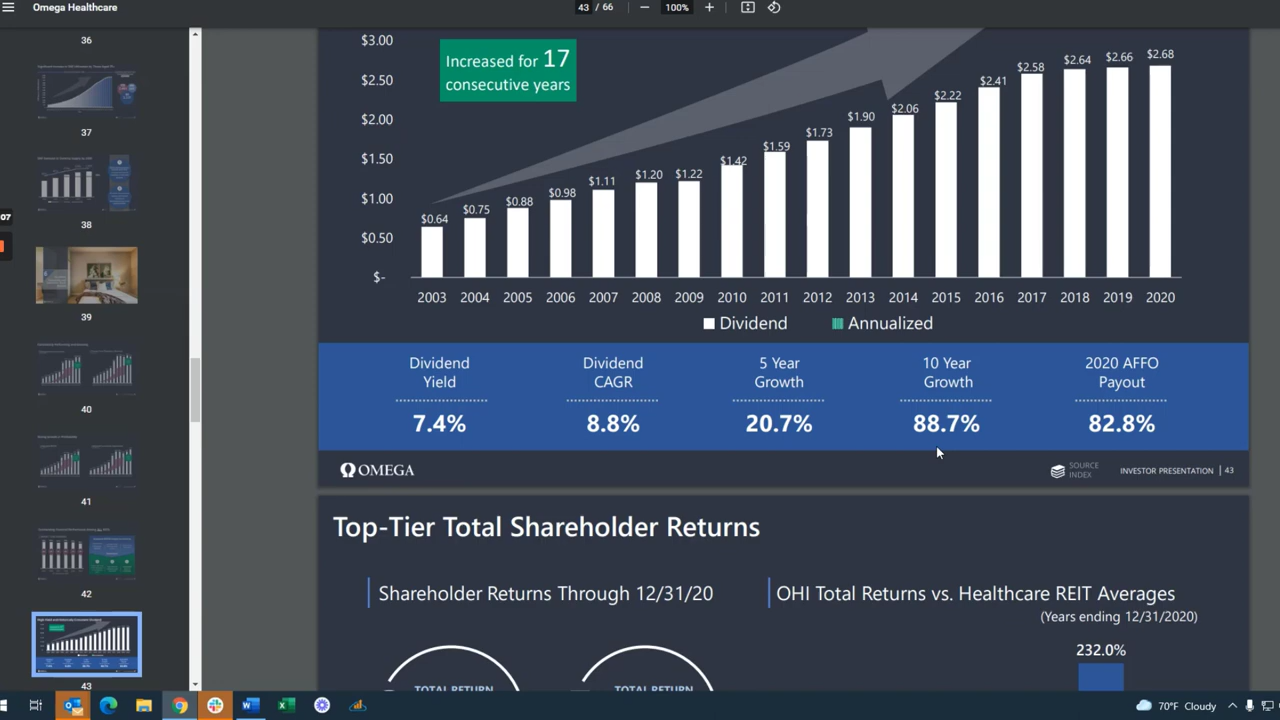 Omega Healthcare
43 / 66
100%
36
37
38
39
40
41
42
43
07
$3.00
$2.50
$2.00
$1.50
$1.00
$0.50
$-
Increased for 17
consecutive years
$0.64
$0.75
$0.88
$0.98
$1.11
$1.20
$1.22
$1.42
$1.59
$1.73
$1.90
$2.06
$2.22
$2.41
$2.58
$2.64
$2.66
$2.68
2003 2004 2005 2006 2007 2008 2009 2010 2011 2012 2013 2014 2015 2016 2017 2018 2019 2020
Dividend Annualized
Dividend
Yield
7.4%
Dividend
CAGR
8.8%
5 Year
Growth
20.7%
10 Year
Growth
88.7%
2020 AFFO
Payout
82.8%
OMEGA
SOURCE
INDEX
INVESTOR PRESENTATION | 43
Top-Tier Total Shareholder Returns
Shareholder Returns Through 12/31/20
OHI Total Returns vs. Healthcare REIT Averages
(Years ending 12/31/2020)
232.0%
TOTAL RETURN
TOTAL RETURN
70°F Cloudy